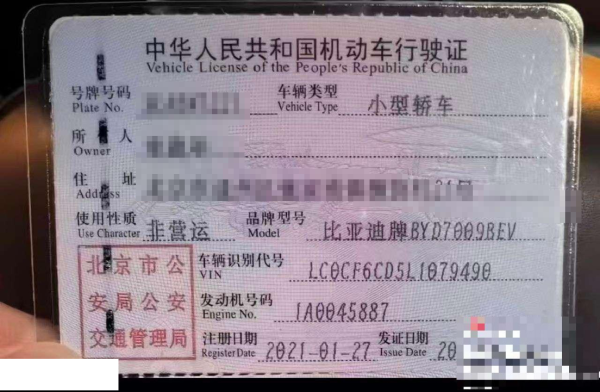 中华人民共和国机动车行驶证
Vehicle License of the People's Republic of China
号牌号码 车辆类型 小型轿车
Plate No. Vehicle Type
所有人
Owner
住址 21号
Address
使用性质 非营运 品牌型号 比亚迪牌BYD7009BEV
Use Character Model
北京市公安局公安交通管理局
车辆识别代号 LC0CF6CD5L1079490
VIN
发动机号码 1A0045887
Engine No.
注册日期 2021-01-27 发证日期 20
Register Date Issue Date